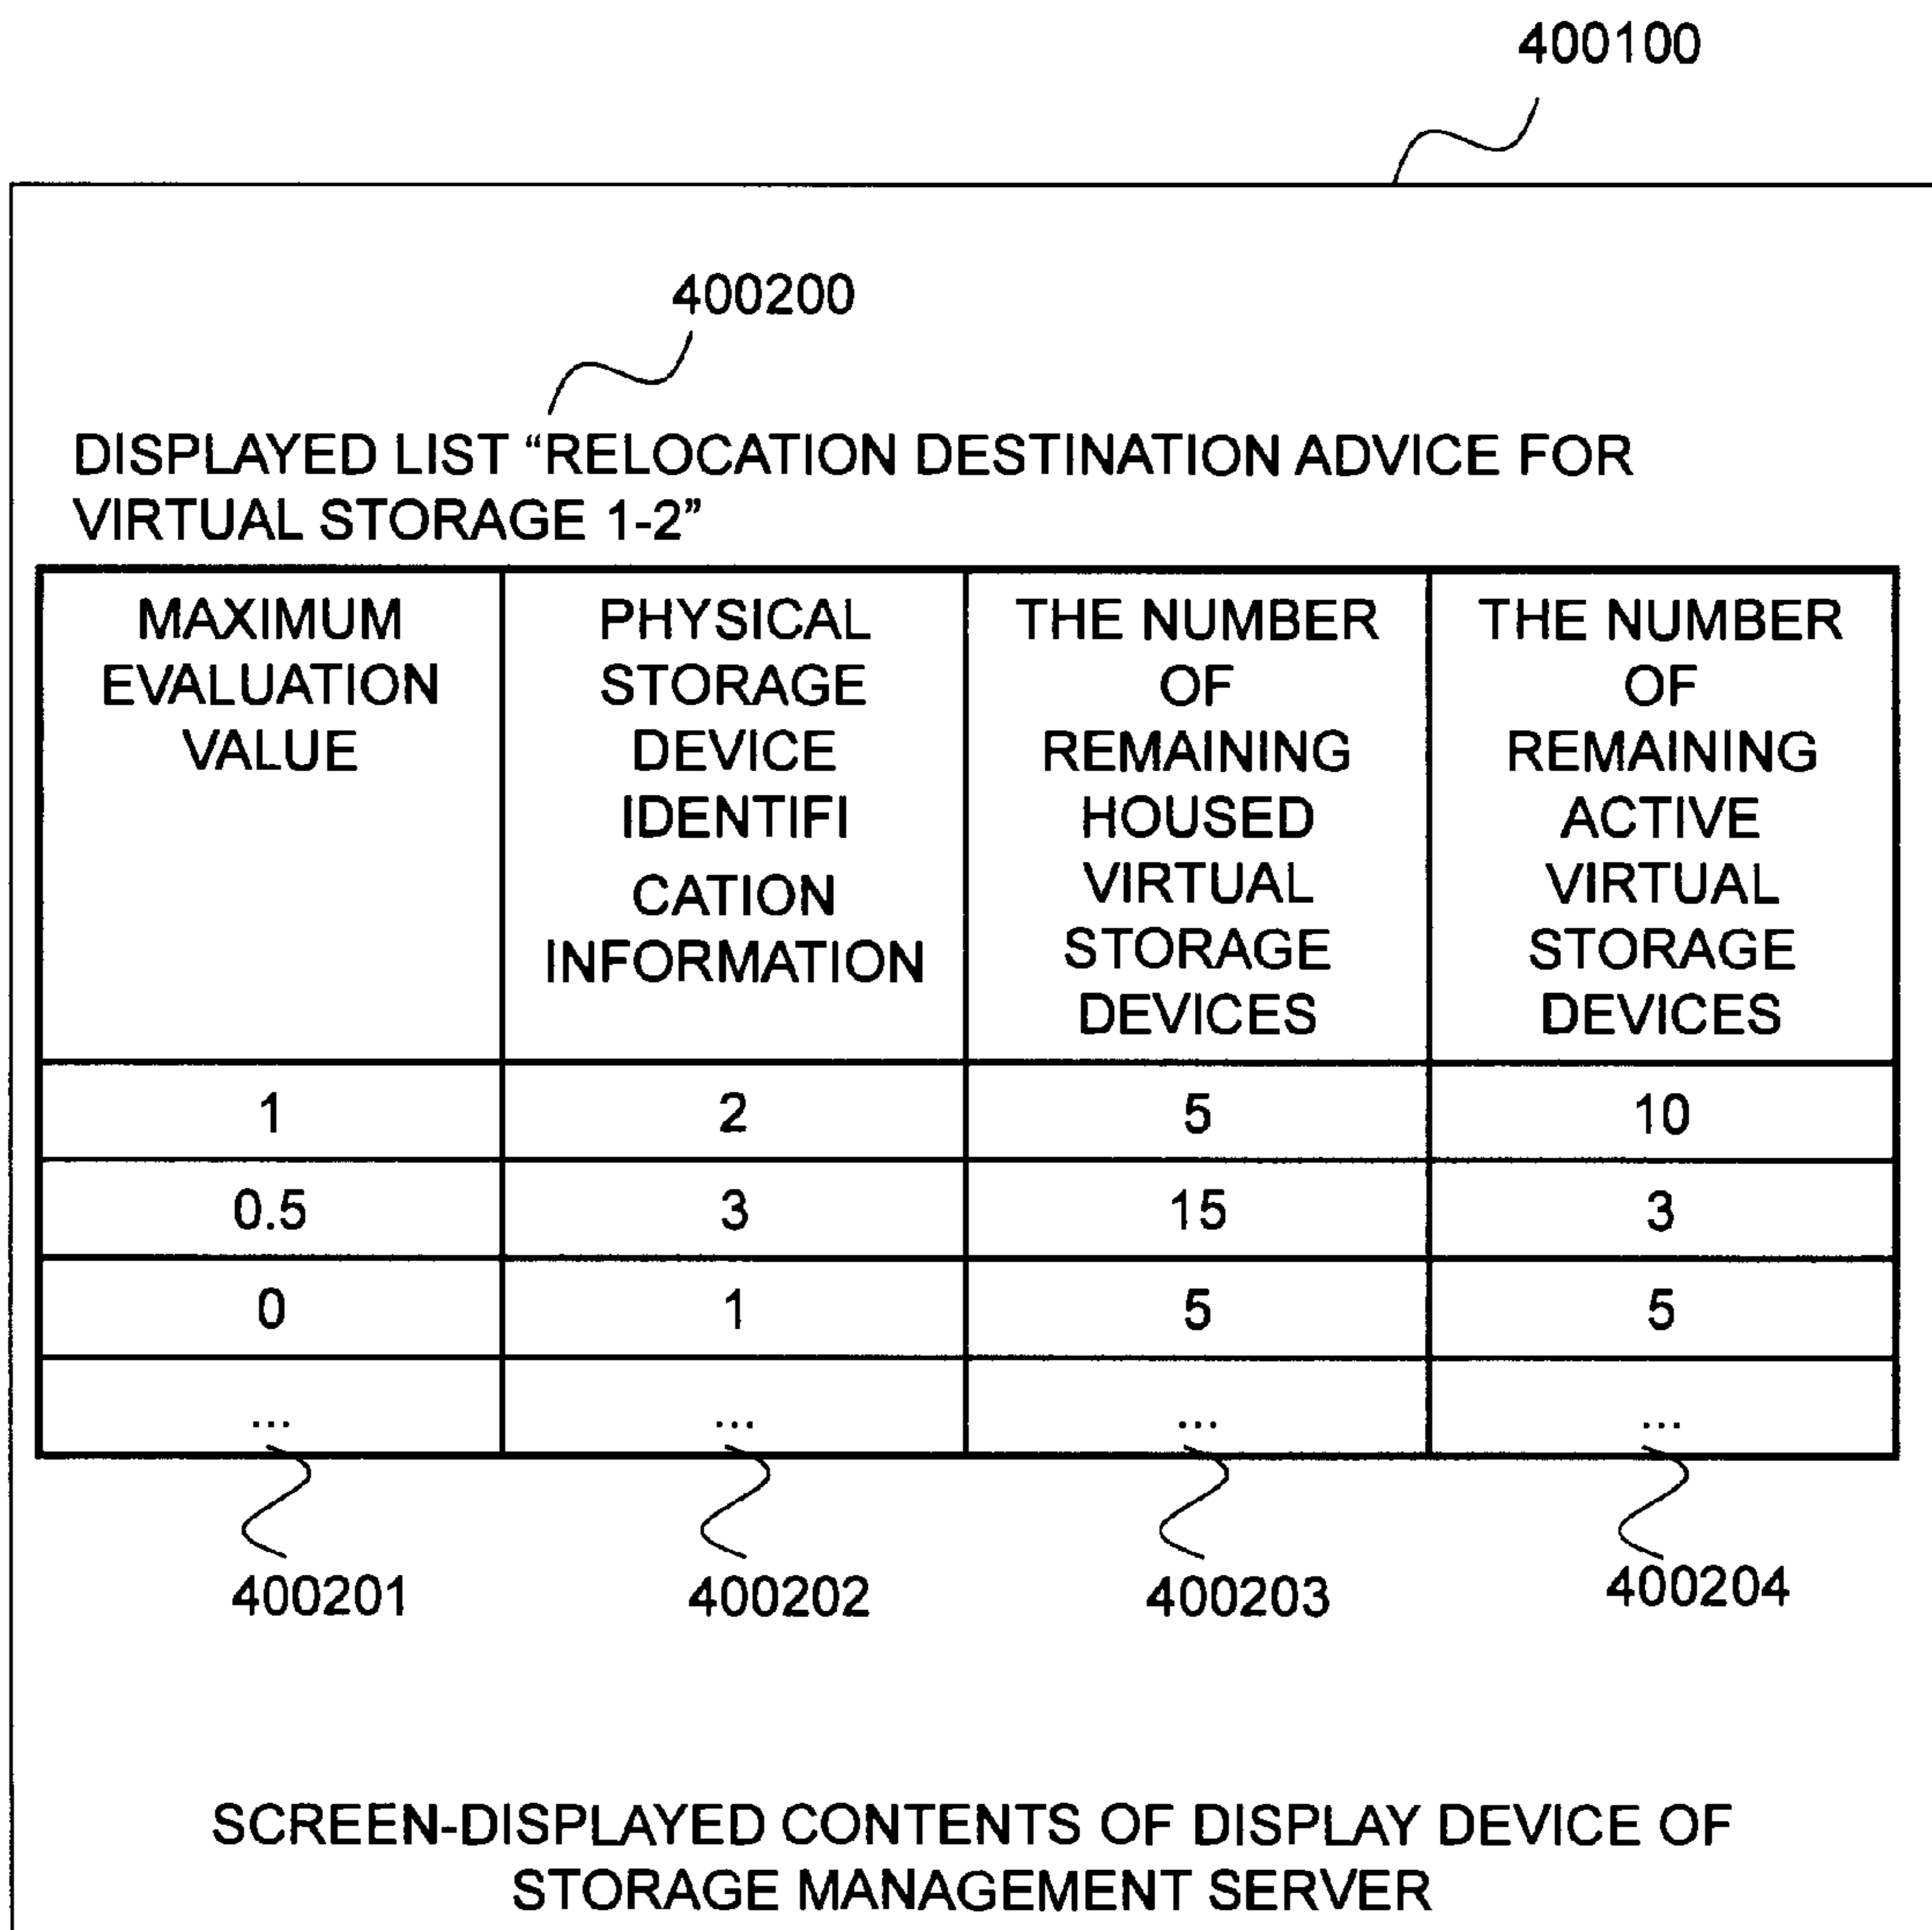 400100
400200
DISPLAYED LIST “RELOCATION DESTINATION ADVICE FOR
VIRTUAL STORAGE 1-2”
MAXIMUM
EVALUATION
VALUE
PHYSICAL
STORAGE
DEVICE
IDENTIFI
CATION
INFORMATION
THE NUMBER
OF
REMAINING
HOUSED
VIRTUAL
STORAGE
DEVICES
THE NUMBER
OF
REMAINING
ACTIVE
VIRTUAL
STORAGE
DEVICES
1 2 5 10
0.5 3 15 3
0 1 5 5
... ... ... ...
400201 400202 400203 400204
SCREEN-DISPLAYED CONTENTS OF DISPLAY DEVICE OF
STORAGE MANAGEMENT SERVER